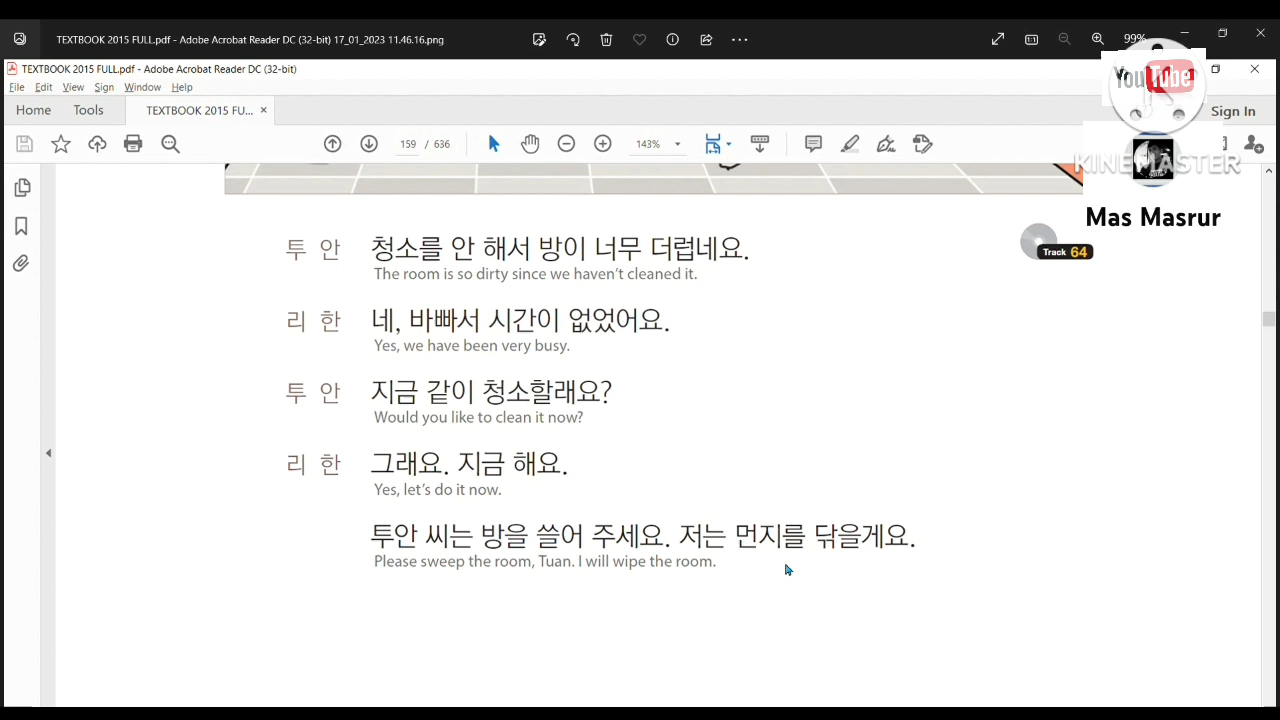 TEXTBOOK 2015 FULL.pdf - Adobe Acrobat Reader DC (32-bit) 17_01_2023 11.46.16.png
99%
TEXTBOOK 2015 FULL.pdf - Adobe Acrobat Reader DC (32-bit)
File Edit View Sign Window Help
YouTube
Home Tools TEXTBOOK 2015 FU... × Sign In
159 / 636 143%
KINEMASTER
Mas Masrur
투 안 청소를 안 해서 방이 너무 더럽네요.
Track 64
The room is so dirty since we haven't cleaned it.
리 한 네, 바빠서 시간이 없었어요.
Yes, we have been very busy.
투 안 지금 같이 청소할래요?
Would you like to clean it now?
리 한 그래요. 지금 해요.
Yes, let's do it now.
투안 씨는 방을 쓸어 주세요. 저는 먼지를 닦을게요.
Please sweep the room, Tuan. I will wipe the room.